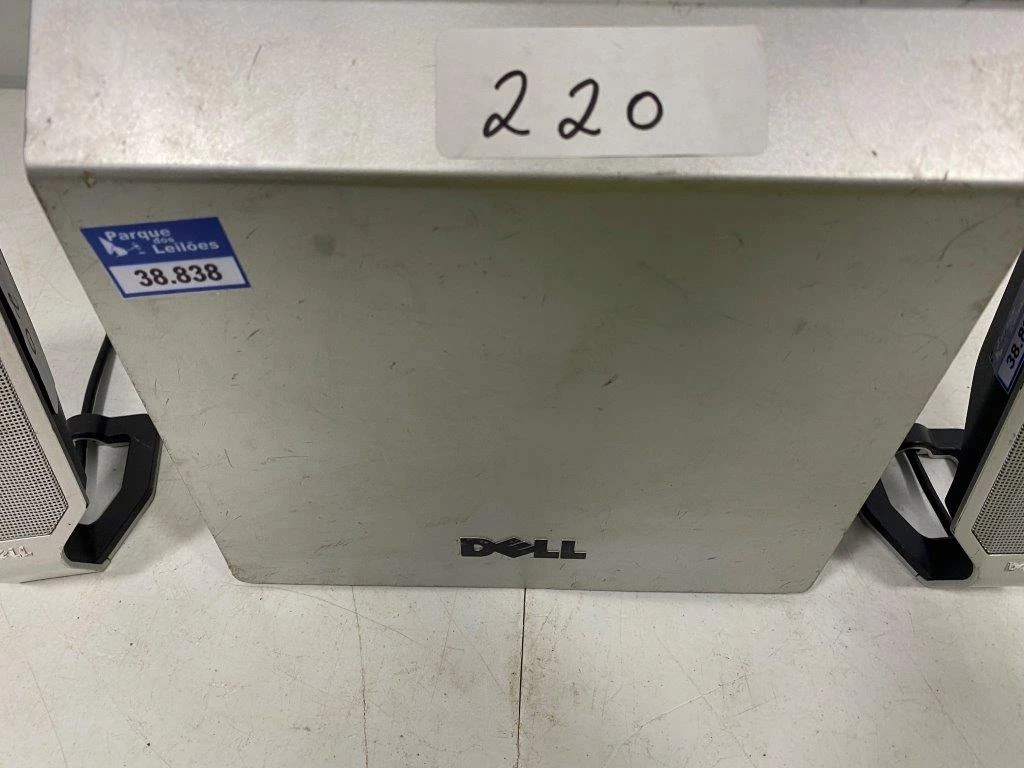 220
Parque
dos
Leilões
38.838
DELL